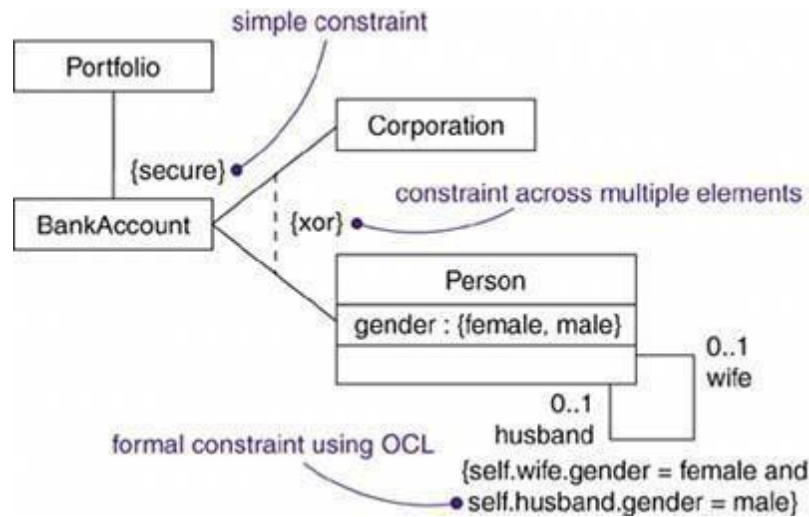 simple constraint
Portfolio
Corporation
{secure}
constraint across multiple elements
BankAccount
{xor}
Person
gender : {female, male}
0..1
wife
0..1
husband
formal constraint using OCL
{self.wife.gender = female and
self.husband.gender = male}